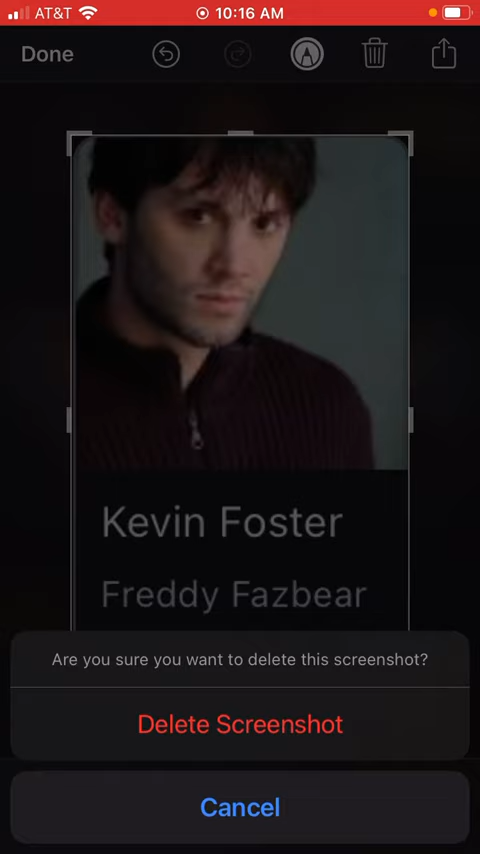 AT&T 10:16 AM
Done
Kevin Foster
Freddy Fazbear
Are you sure you want to delete this screenshot?
Delete Screenshot
Cancel